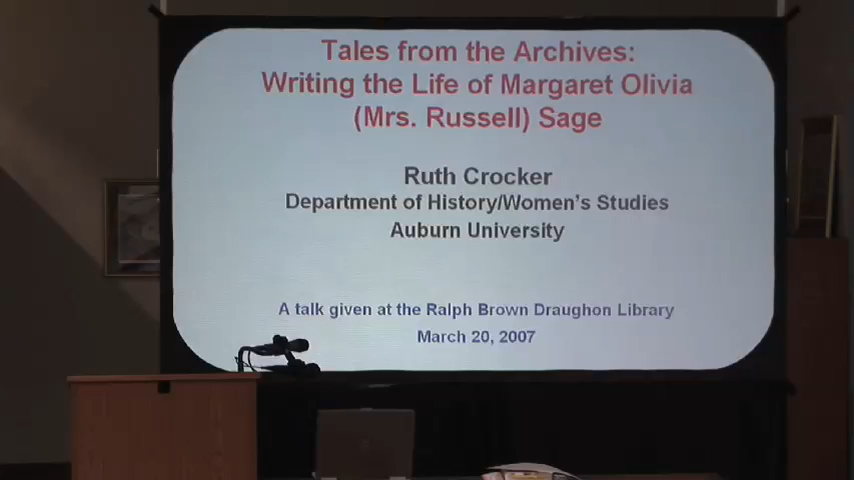 Tales from the Archives:
Writing the Life of Margaret Olivia
(Mrs. Russell) Sage
Ruth Crocker
Department of History/Women's Studies
Auburn University
A talk given at the Ralph Brown Draughon Library
March 20, 2007